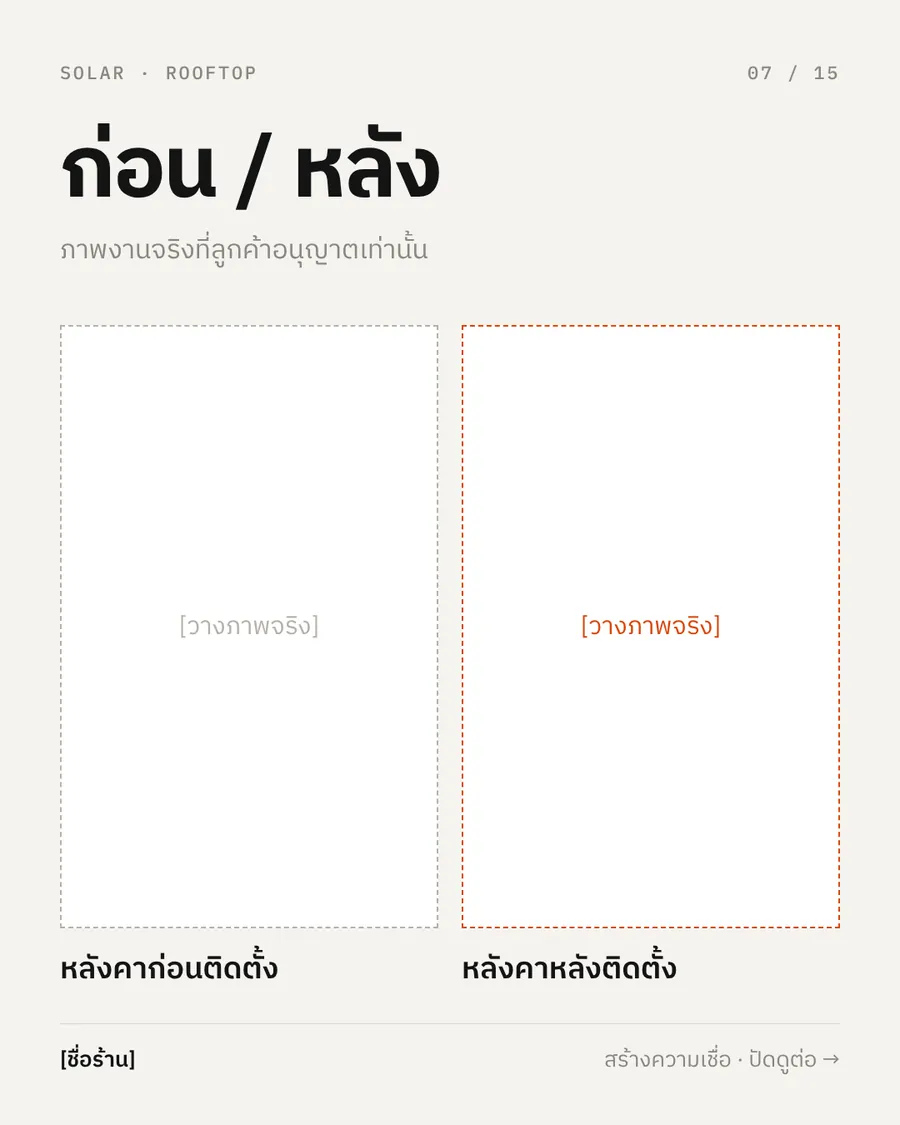 SOLAR · ROOFTOP
07 / 15
ก่อน / หลัง
ภาพงานจริงที่ลูกค้าอนุญาตเท่านั้น
[วางภาพจริง]
[วางภาพจริง]
หลังคาก่อนติดตั้ง
หลังคาหลังติดตั้ง
[ชื่อร้าน]
สร้างความเชื่อ · ปัดดูต่อ →